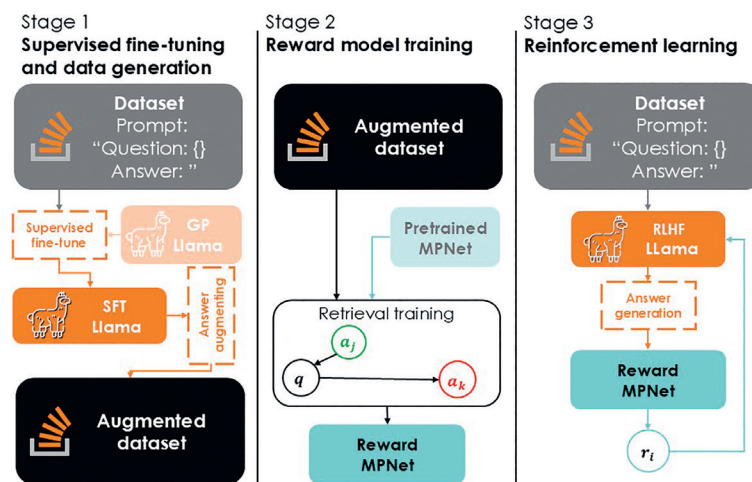 Stage 1
Supervised fine-tuning
and data generation
Dataset
Prompt:
“Question: {}
Answer: ”
Supervised
fine-tune
GP
Llama
SFT
Llama
Answer
augmenting
Augmented
dataset
Stage 2
Reward model training
Augmented
dataset
Pretrained
MPNet
Retrieval training
a_j
q
a_k
Reward
MPNet
Stage 3
Reinforcement learning
Dataset
Prompt:
“Question: {}
Answer: ”
RLHF
LLama
Answer
generation
Reward
MPNet
r_i